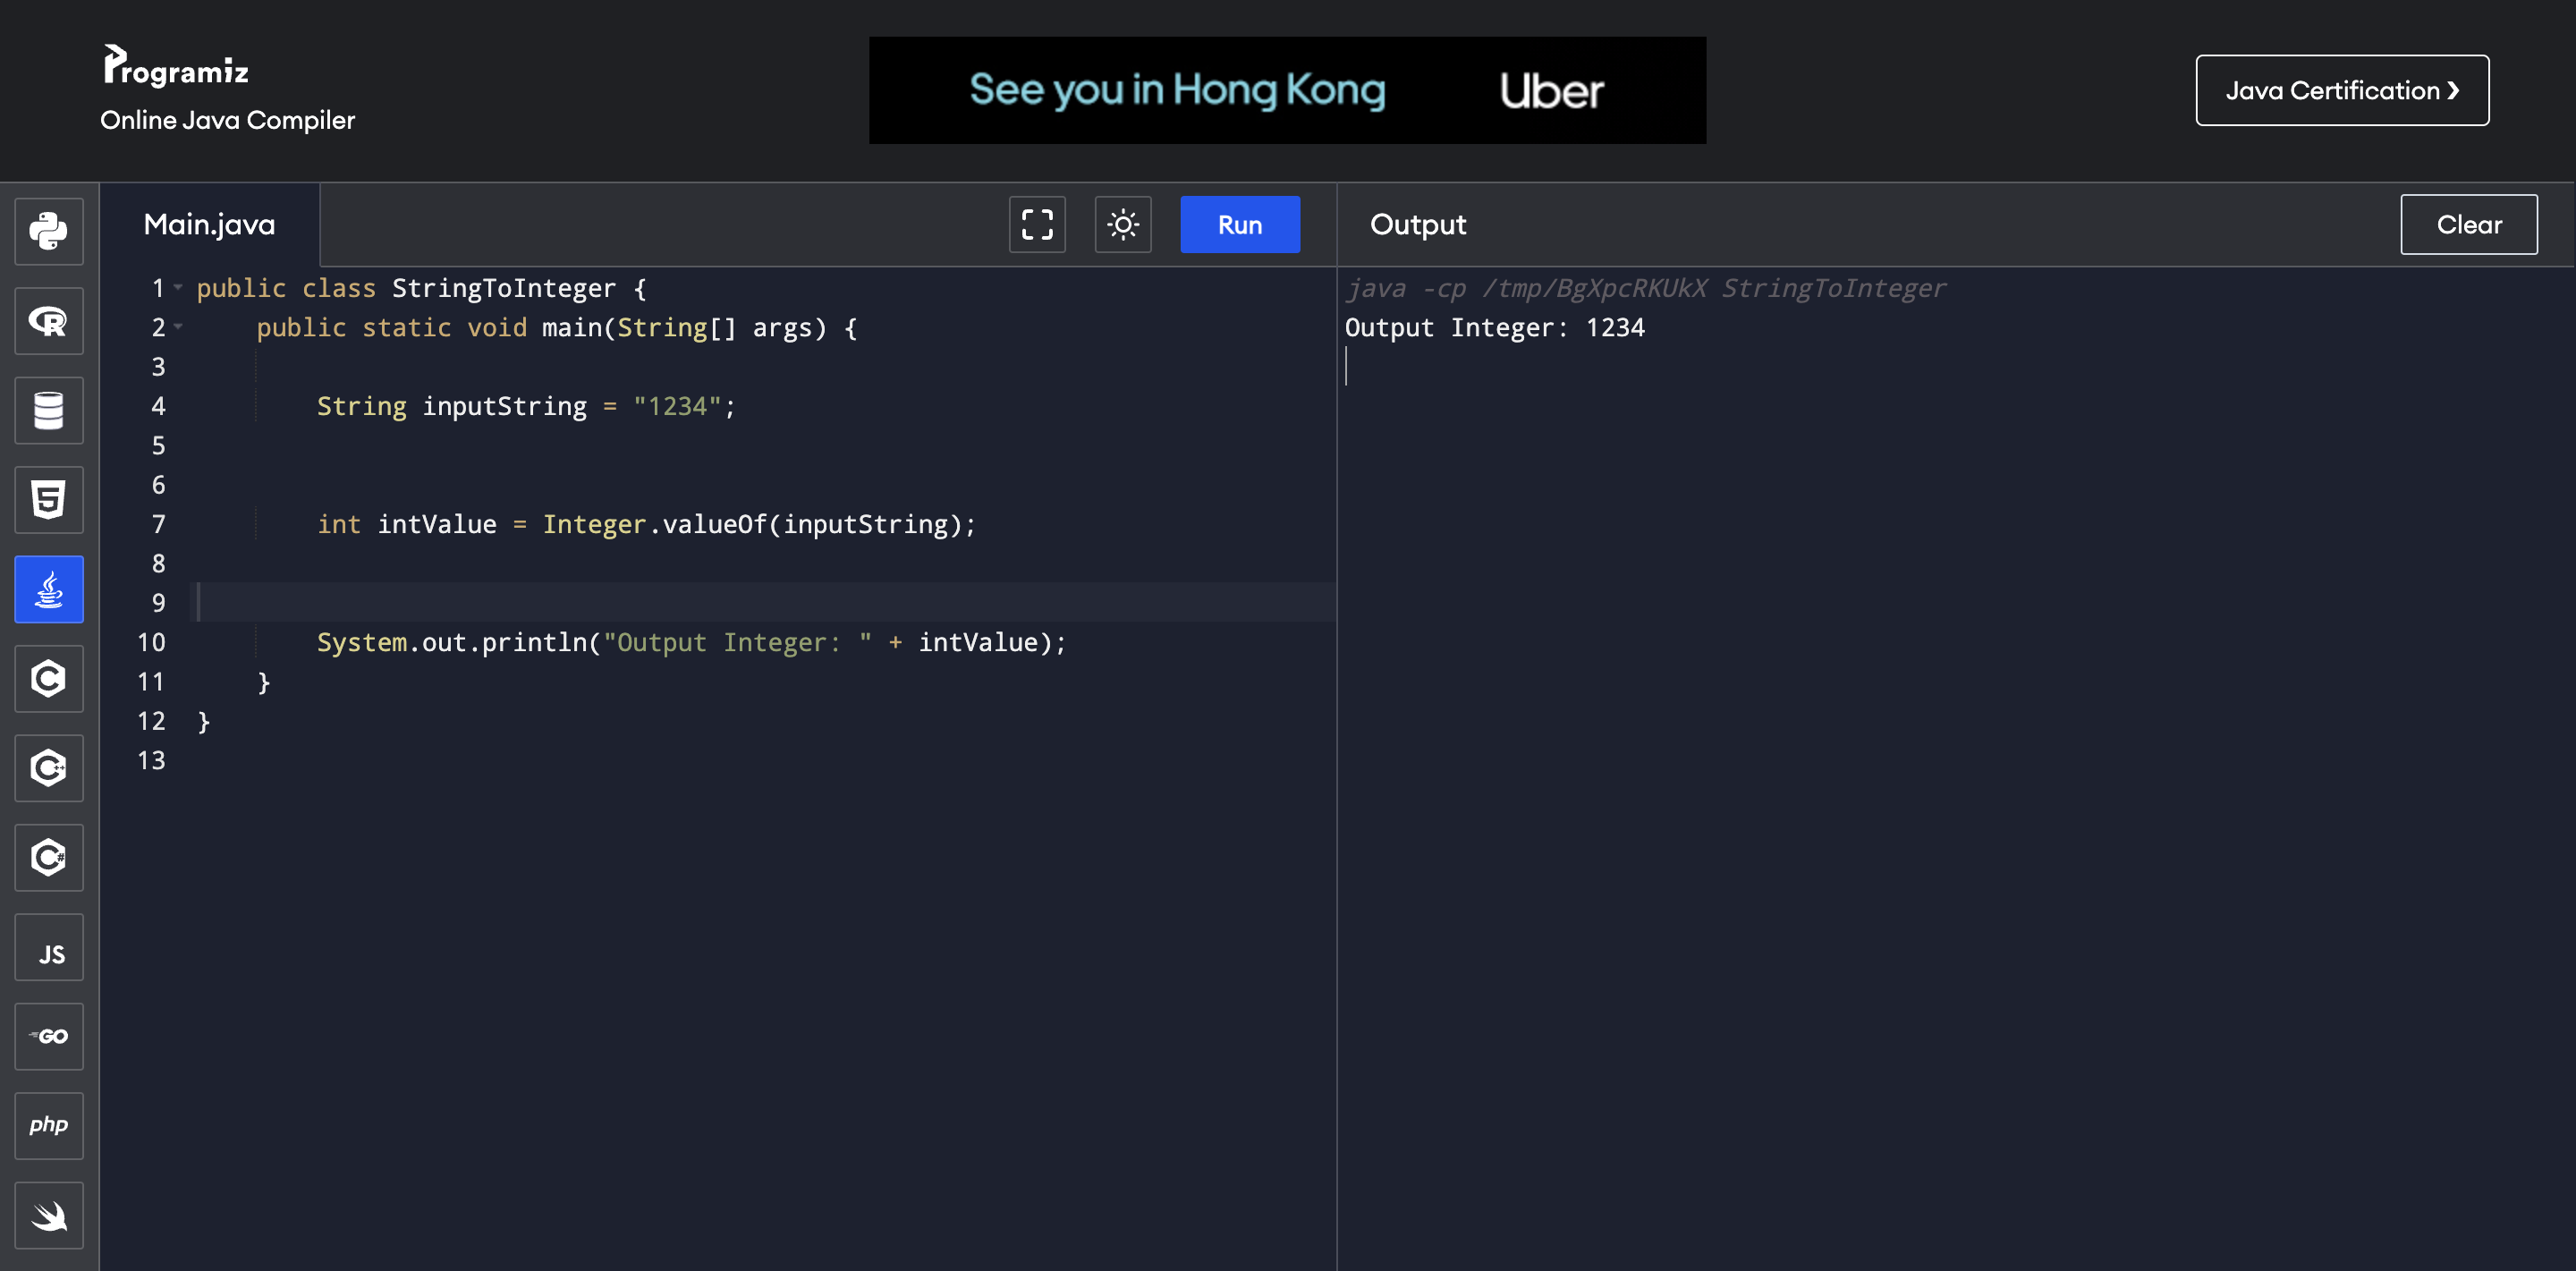 Programiz
Online Java Compiler
See you in Hong Kong Uber
Java Certification ❯
Main.java
Run
Output
Clear
1 public class StringToInteger {
2     public static void main(String[] args) {
3
4         String inputString = "1234";
5
6
7         int intValue = Integer.valueOf(inputString);
8
9
10         System.out.println("Output Integer: " + intValue);
11     }
12 }
13
java -cp /tmp/BgXpcRKUkX StringToInteger
Output Integer: 1234
R
5
C
C++
C#
JS
GO
php